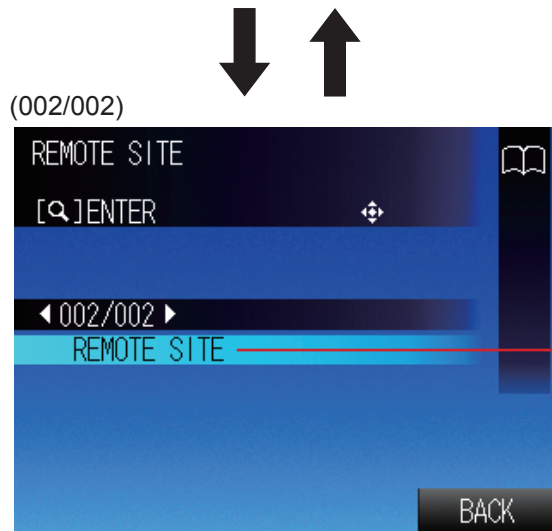 (002/002)
REMOTE SITE
[🔍]ENTER
◀002/002▶
REMOTE SITE
BACK